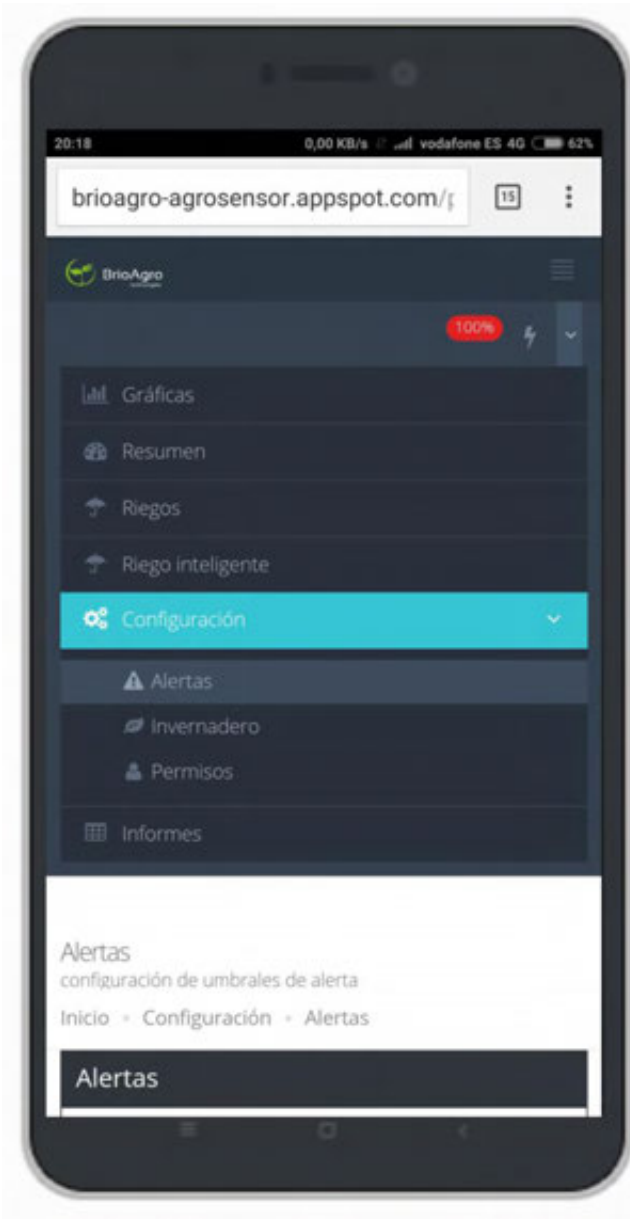 20:18 0,00 KB/s vodafone ES 4G 62%
brioagro-agrosensor.appspot.com/p
15
BrioAgro
100%
Gráficas
Resumen
Riegos
Riego inteligente
Configuración
Alertas
Invernadero
Permisos
Informes
Alertas
configuración de umbrales de alerta
Inicio Configuración Alertas
Alertas